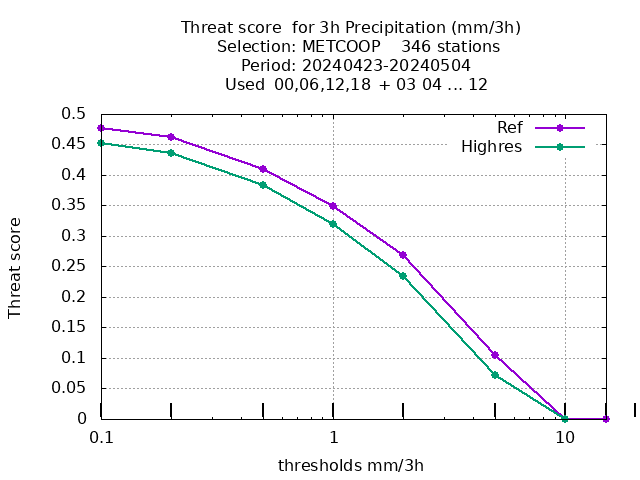 Threat score  for 3h Precipitation (mm/3h)
Selection: METCOOP    346 stations
Period: 20240423-20240504
Used  00,06,12,18  + 03 04 ... 12
Ref
Highres
0.5
0.45
0.4
0.35
0.3
0.25
0.2
0.15
0.1
0.05
0
Threat score
0.1
1
10
thresholds mm/3h